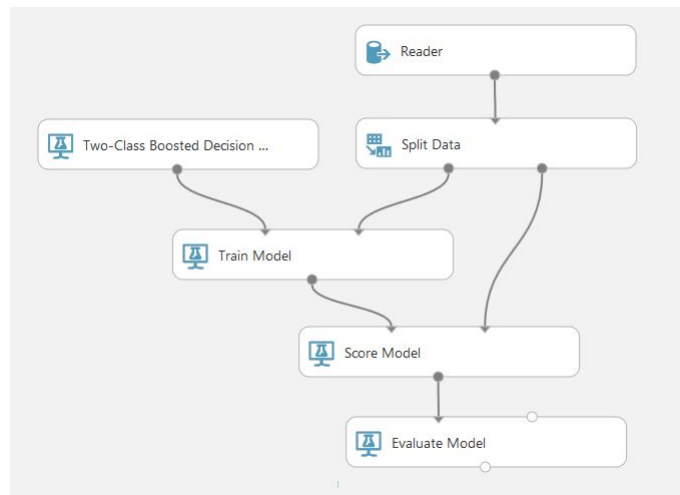 Reader
Two-Class Boosted Decision ...
Split Data
Train Model
Score Model
Evaluate Model